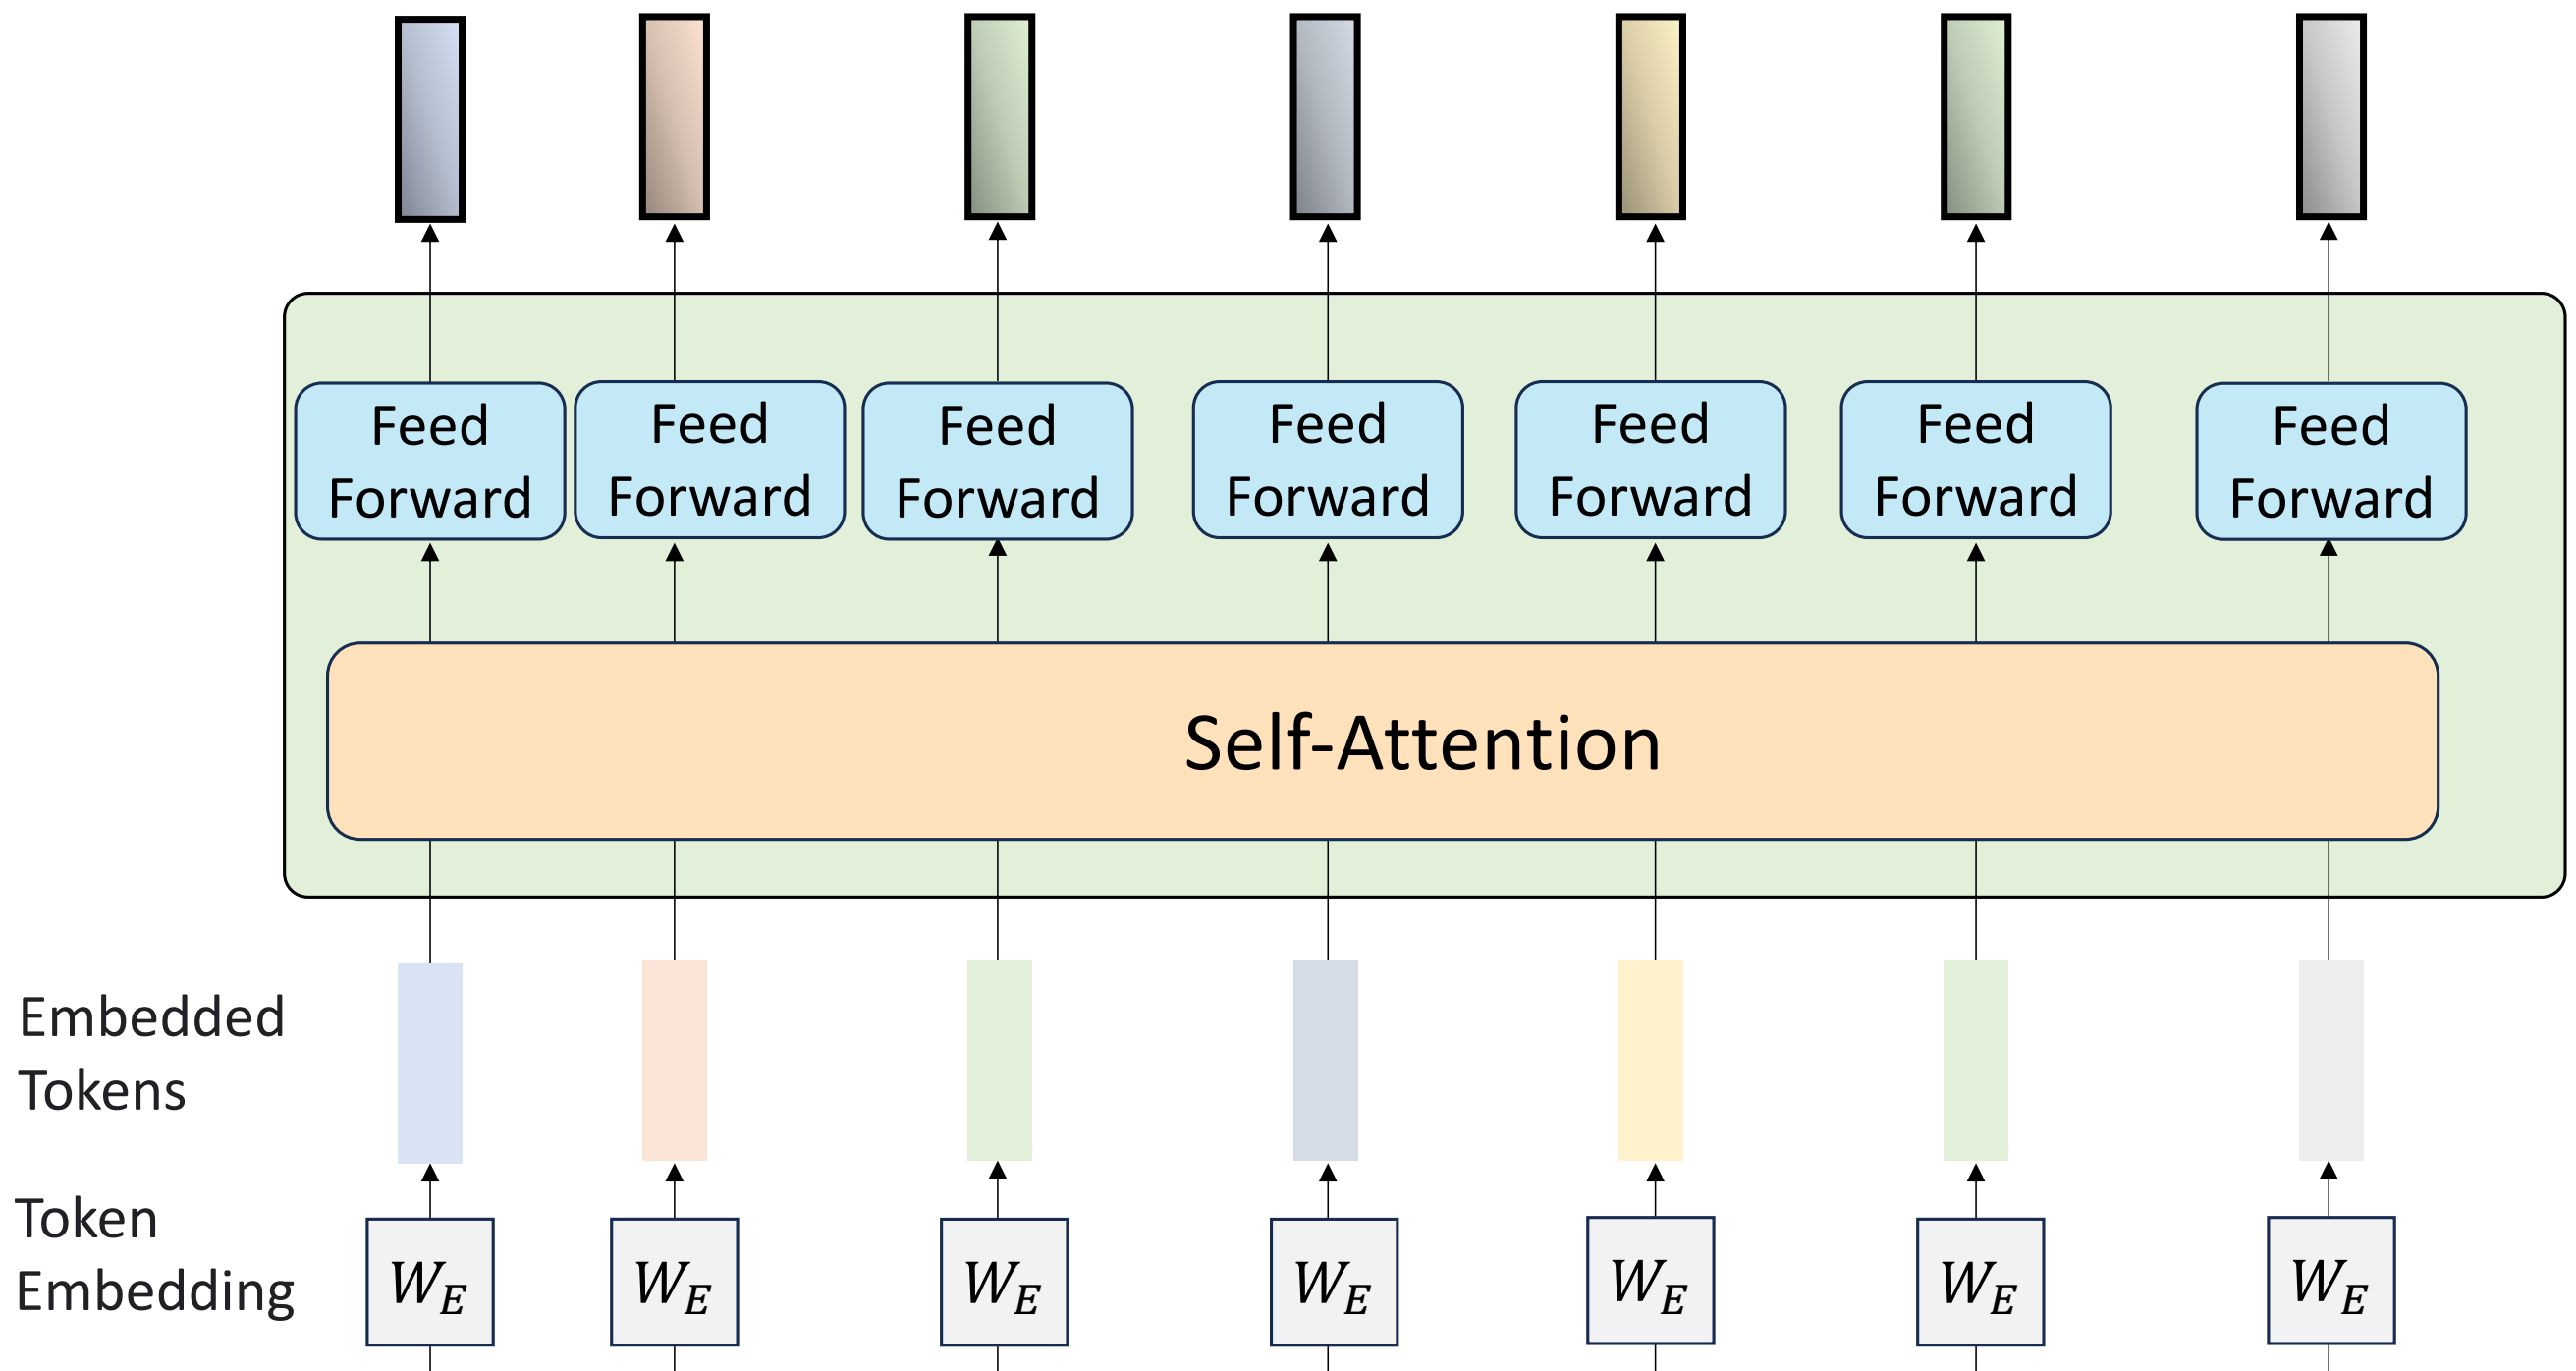 Feed Feed Feed Feed Feed Feed Feed
Forward Forward Forward Forward Forward Forward Forward
Self-Attention
Embedded
Tokens
Token
Embedding
W_E W_E W_E W_E W_E W_E W_E